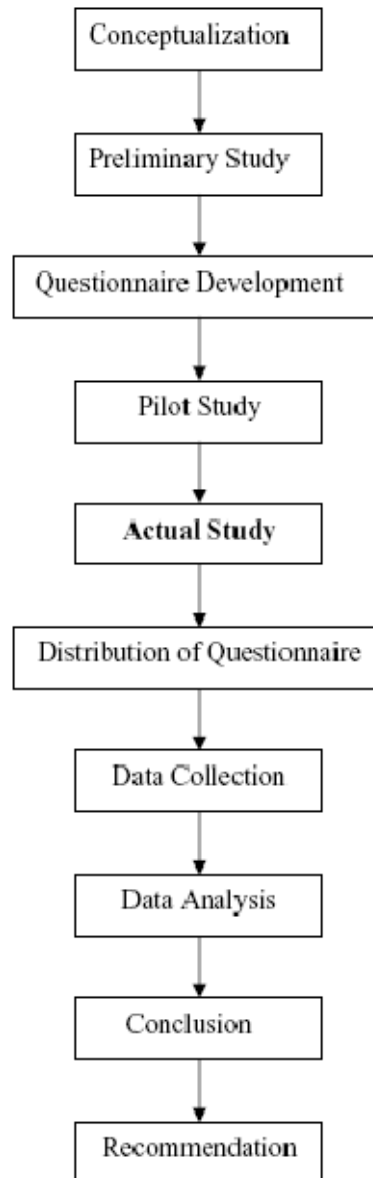 Conceptualization
Preliminary Study
Questionnaire Development
Pilot Study
Actual Study
Distribution of Questionnaire
Data Collection
Data Analysis
Conclusion
Recommendation